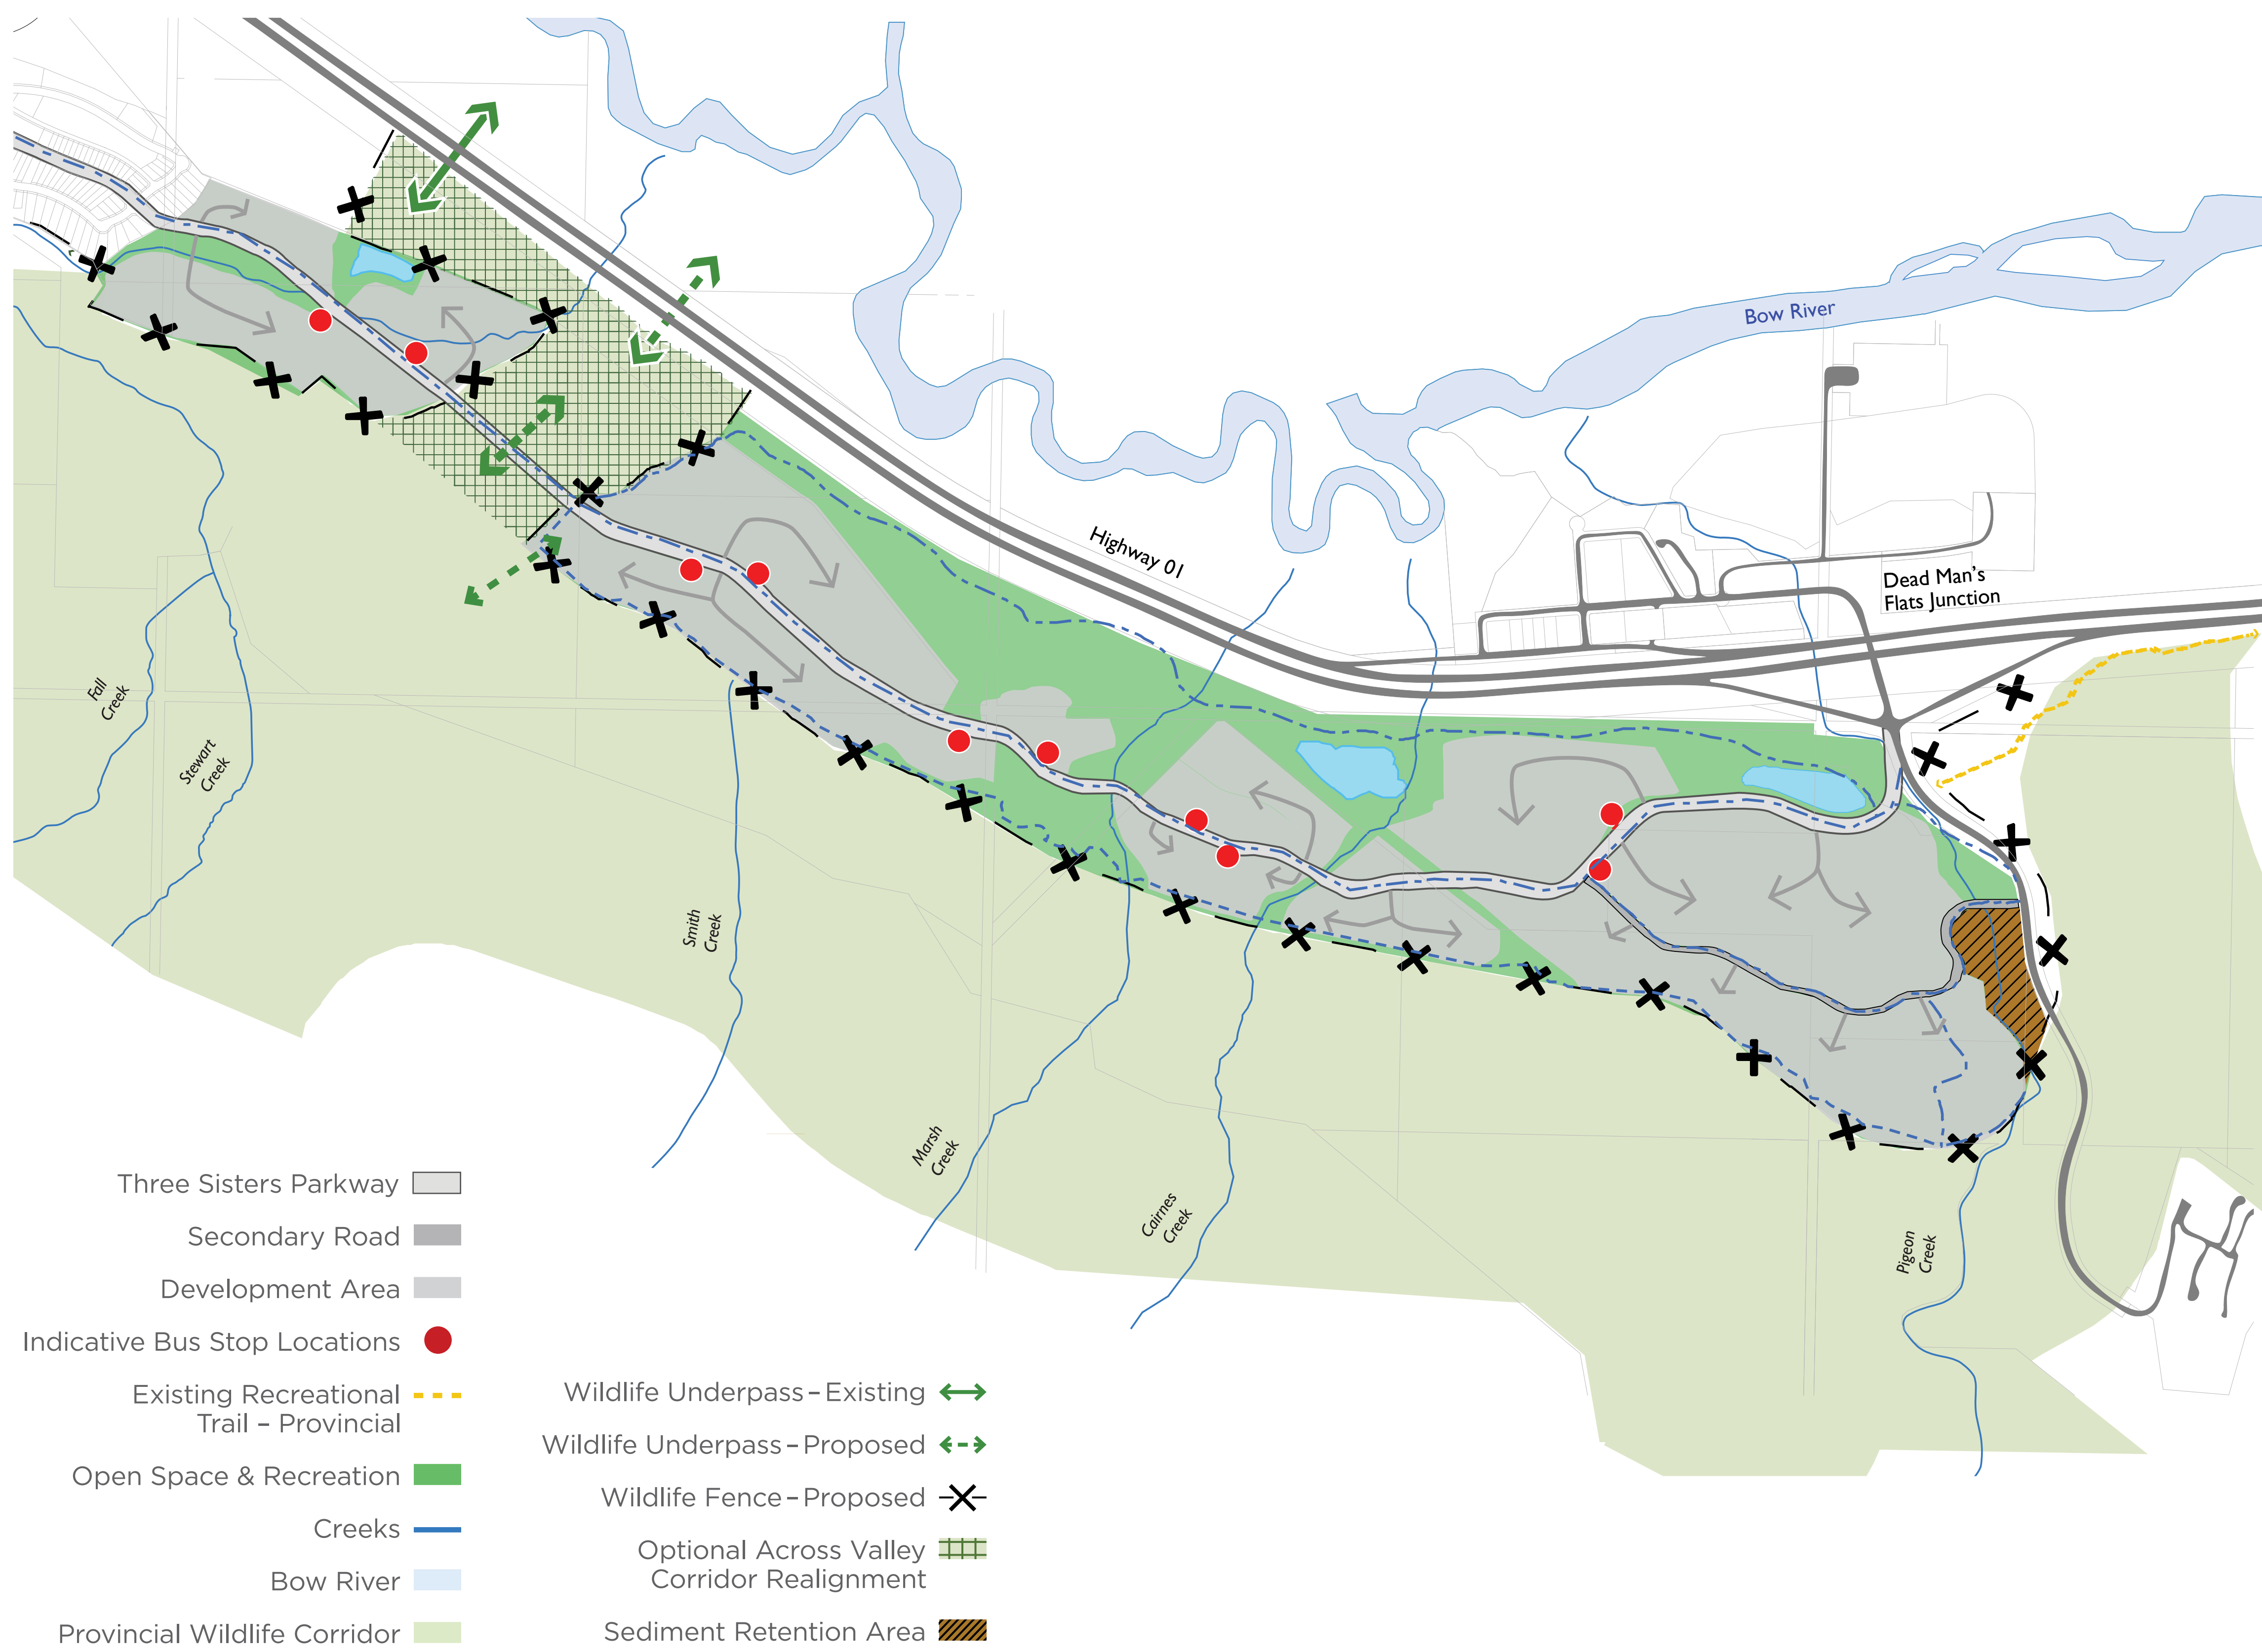 Bow River
Highway 01
Dead Man's
Flats Junction
Fall
Creek
Stewart
Creek
Smith
Creek
Marsh
Creek
Cairnes
Creek
Pigeon
Creek
Three Sisters Parkway
Secondary Road
Development Area
Indicative Bus Stop Locations
Existing Recreational
Trail – Provincial
Open Space & Recreation
Creeks
Bow River
Provincial Wildlife Corridor
Wildlife Underpass – Existing
Wildlife Underpass – Proposed
Wildlife Fence – Proposed
Optional Across Valley
Corridor Realignment
Sediment Retention Area